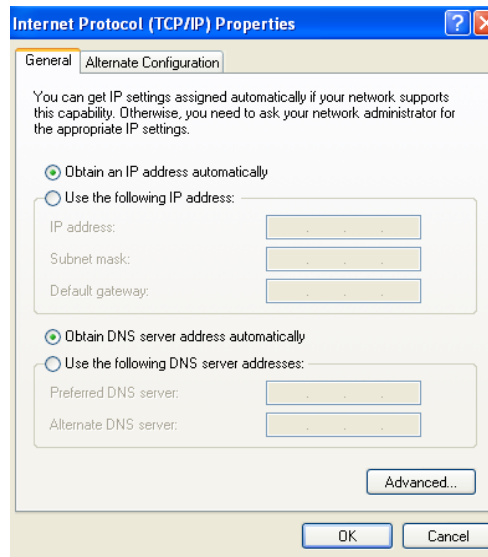 Internet Protocol (TCP/IP) Properties
General
Alternate Configuration
You can get IP settings assigned automatically if your network supports
this capability. Otherwise, you need to ask your network administrator for
the appropriate IP settings.
Obtain an IP address automatically
Use the following IP address:
IP address:
Subnet mask:
Default gateway:
Obtain DNS server address automatically
Use the following DNS server addresses:
Preferred DNS server:
Alternate DNS server:
Advanced...
OK
Cancel